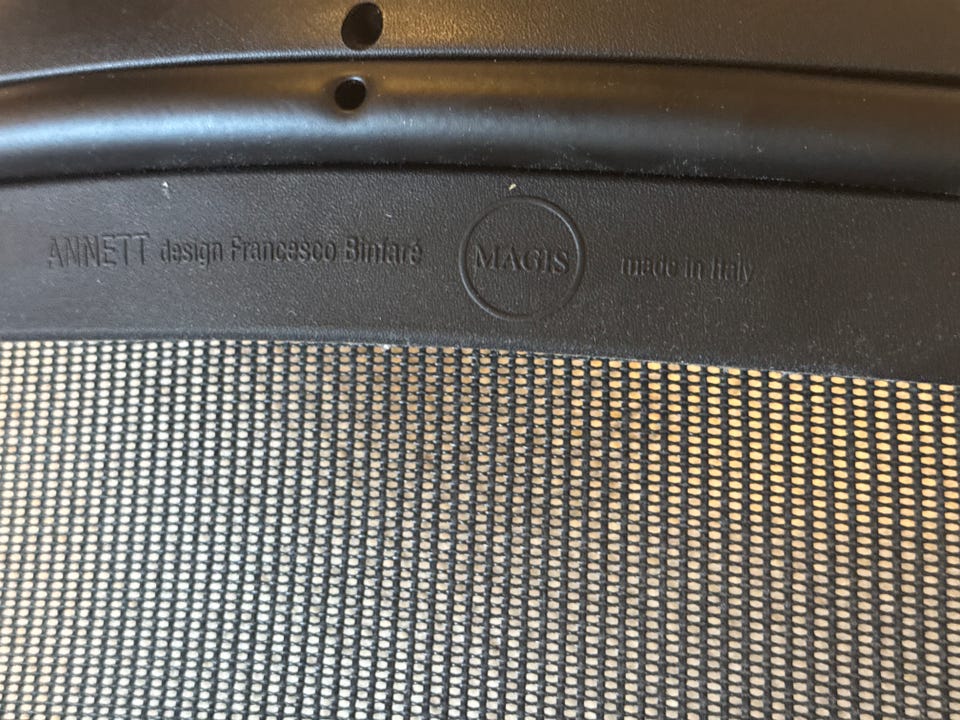 ANNETT design Francesco Binfaré MAGIS made in Italy